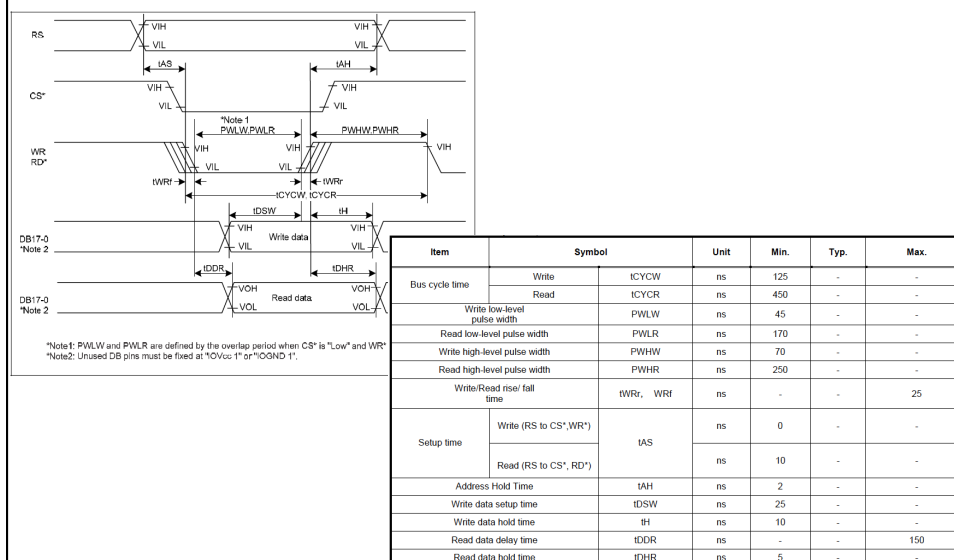 RS
VIH
VIH
VIL
VIL
tAS
tAH
CS*
VIH
VIH
VIL
VIL
*Note 1
PWLW.PWLR
PWHW.PWHR
WR
RD*
VIH
VIH
VIH
VIL
VIL
tWRf
tWRr
tCYCW, tCYCR
tDSW
tH
DB17-0
*Note 2
VIH
Write data
VIH
VIL
VIL
tDDR
tDHR
DB17-0
*Note 2
VOH
Read data
VOH
VOL
VOL
*Note1: PWLW and PWLR are defined by the overlap period when CS* is "Low" and WR*
*Note2: Unused DB pins must be fixed at "IOVcc 1" or "IOGND 1".
Item Symbol Unit Min. Typ. Max.
Bus cycle time Write tCYCW ns 125 - -
Read tCYCR ns 450 - -
Write low-level
pulse width PWLW ns 45 - -
Read low-level pulse width PWLR ns 170 - -
Write high-level pulse width PWHW ns 70 - -
Read high-level pulse width PWHR ns 250 - -
Write/Read rise/ fall
time tWRr, WRf ns - - 25
Setup time Write (RS to CS*,WR*) tAS ns 0 - -
Read (RS to CS*, RD*) ns 10 - -
Address Hold Time tAH ns 2 - -
Write data setup time tDSW ns 25 - -
Write data hold time tH ns 10 - -
Read data delay time tDDR ns - - 150
Read data hold time tDHR ns 5 - -